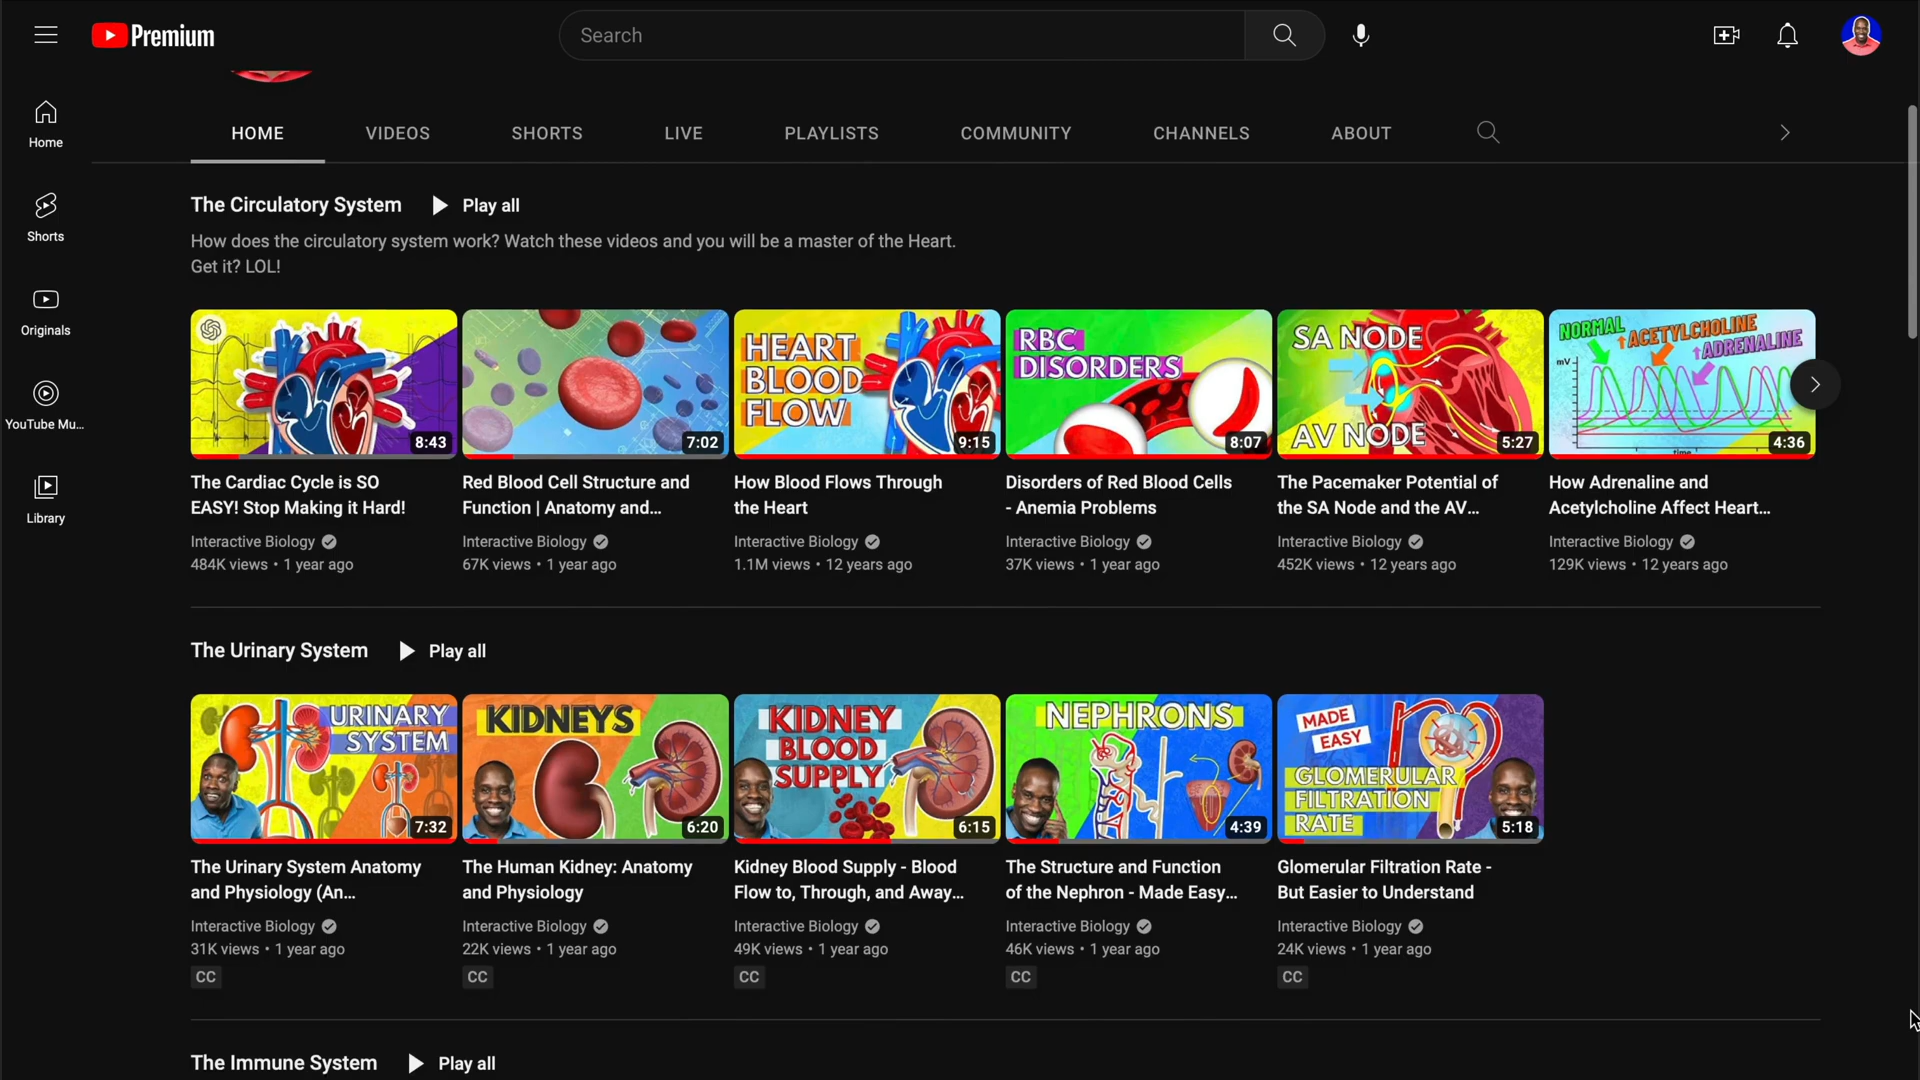 Premium
Search
Home
Shorts
Originals
YouTube Mu...
Library
HOME VIDEOS SHORTS LIVE PLAYLISTS COMMUNITY CHANNELS ABOUT
The Circulatory System Play all
How does the circulatory system work? Watch these videos and you will be a master of the Heart.
Get it? LOL!
8:43
The Cardiac Cycle is SO
EASY! Stop Making it Hard!
Interactive Biology
484K views • 1 year ago
7:02
Red Blood Cell Structure and
Function | Anatomy and...
Interactive Biology
67K views • 1 year ago
HEART
BLOOD
FLOW
9:15
How Blood Flows Through
the Heart
Interactive Biology
1.1M views • 12 years ago
RBC
DISORDERS
8:07
Disorders of Red Blood Cells
- Anemia Problems
Interactive Biology
37K views • 1 year ago
SA NODE
AV NODE
5:27
The Pacemaker Potential of
the SA Node and the AV...
Interactive Biology
452K views • 12 years ago
NORMAL
ACETYLCHOLINE
ADRENALINE
mV
time
4:36
How Adrenaline and
Acetylcholine Affect Heart...
Interactive Biology
129K views • 12 years ago
The Urinary System Play all
URINARY
SYSTEM
7:32
The Urinary System Anatomy
and Physiology (An...
Interactive Biology
31K views • 1 year ago
CC
KIDNEYS
6:20
The Human Kidney: Anatomy
and Physiology
Interactive Biology
22K views • 1 year ago
CC
KIDNEY
BLOOD
SUPPLY
6:15
Kidney Blood Supply - Blood
Flow to, Through, and Away...
Interactive Biology
49K views • 1 year ago
CC
NEPHRONS
4:39
The Structure and Function
of the Nephron - Made Easy...
Interactive Biology
46K views • 1 year ago
CC
MADE
EASY
GLOMERULAR
FILTRATION
RATE
5:18
Glomerular Filtration Rate -
But Easier to Understand
Interactive Biology
24K views • 1 year ago
CC
The Immune System Play all